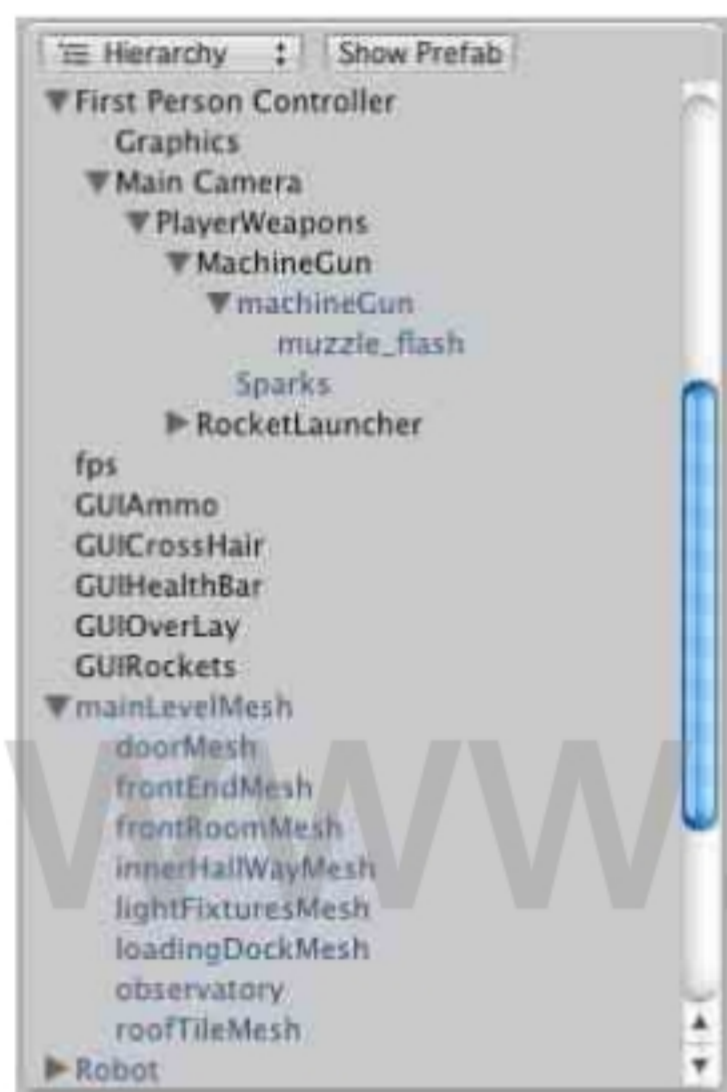 Hierarchy Show Prefab
First Person Controller
Graphics
Main Camera
PlayerWeapons
MachineGun
machineGun
muzzle_flash
Sparks
RocketLauncher
fps
GUIAmmo
GUICrossHair
GUIHealthBar
GUIOverLay
GUIRockets
mainLevelMesh
doorMesh
frontEndMesh
frontRoomMesh
innerHallWayMesh
lightFixturesMesh
loadingDockMesh
observatory
roofTileMesh
Robot
www